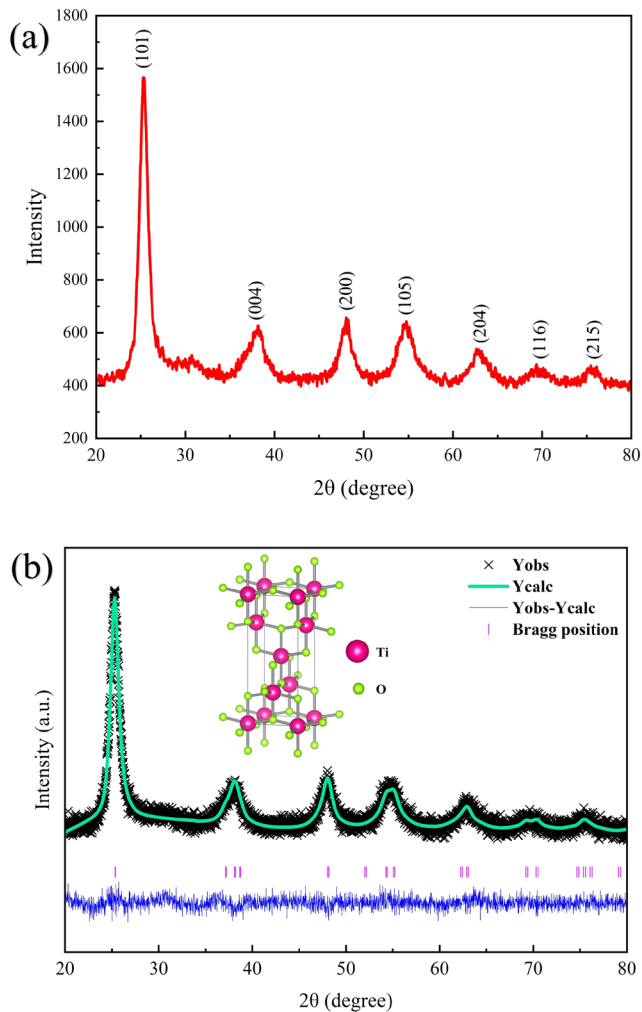 (a)
1800
1600
1400
1200
1000
800
600
400
200
Intensity
(101)
(004)
(200)
(105)
(204)
(116)
(215)
20 30 40 50 60 70 80
2θ (degree)
(b)
Yobs
Ycalc
Yobs-Ycalc
Bragg position
Ti
O
Intensity (a.u.)
20 30 40 50 60 70 80
2θ (degree)